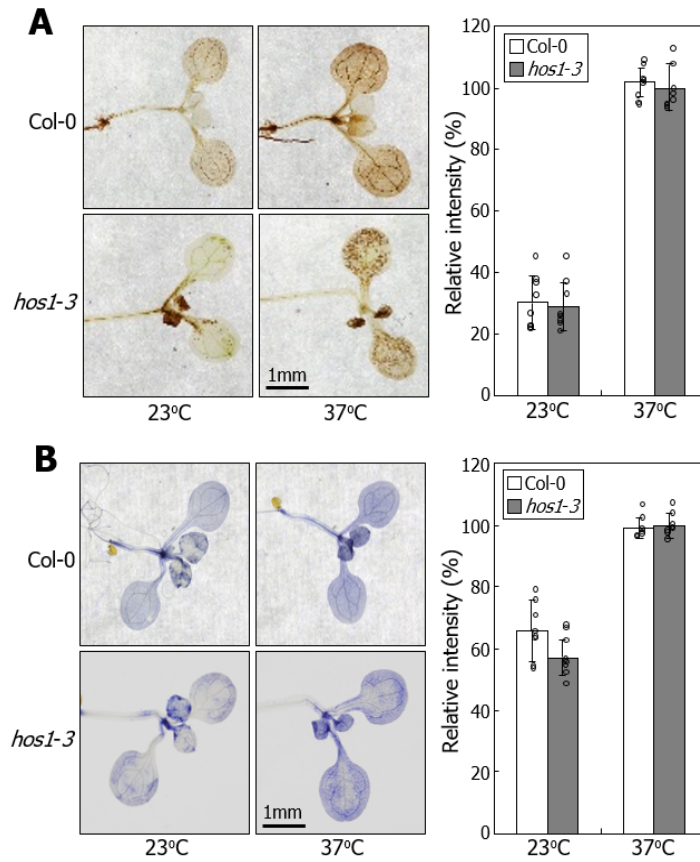 A
Col-0
hos1-3
1mm
23°C
37°C
Relative intensity (%)
120
100
80
60
40
20
0
Col-0
hos1-3
23°C
37°C
B
Col-0
hos1-3
1mm
23°C
37°C
Relative intensity (%)
120
100
80
60
40
20
0
Col-0
hos1-3
23°C
37°C